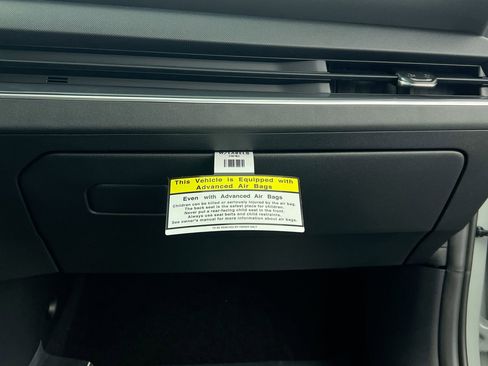 This Vehicle is Equipped with
Advanced Air Bags
Even with Advanced Air Bags
Children can be killed or seriously injured by the air bag.
The back seat is the safest place for children.
Never put a rear-facing child seat in the front.
Always use seat belts and child restraints.
See owner's manual for more information about air bags.